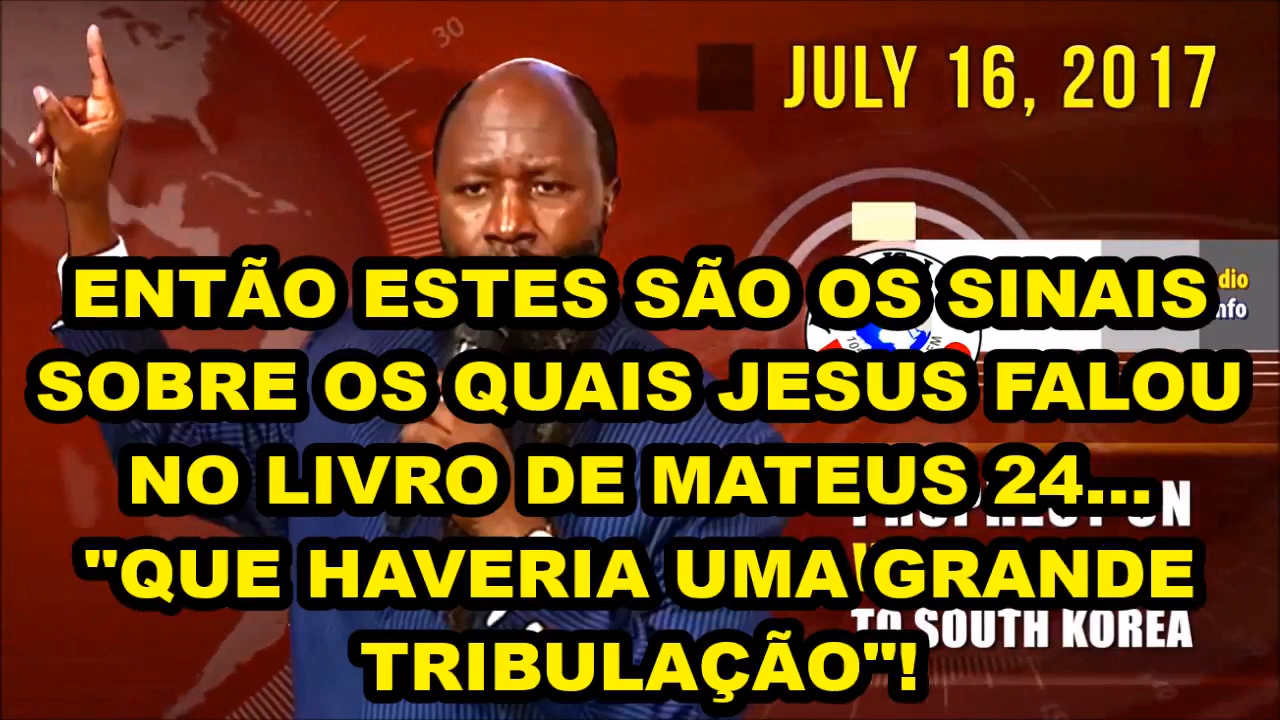 JULY 16, 2017
ENTÃO ESTES SÃO OS SINAIS
SOBRE OS QUAIS JESUS FALOU
NO LIVRO DE MATEUS 24...
"QUE HAVERIA UMA GRANDE
TRIBULAÇÃO"!
TO SOUTH KOREA